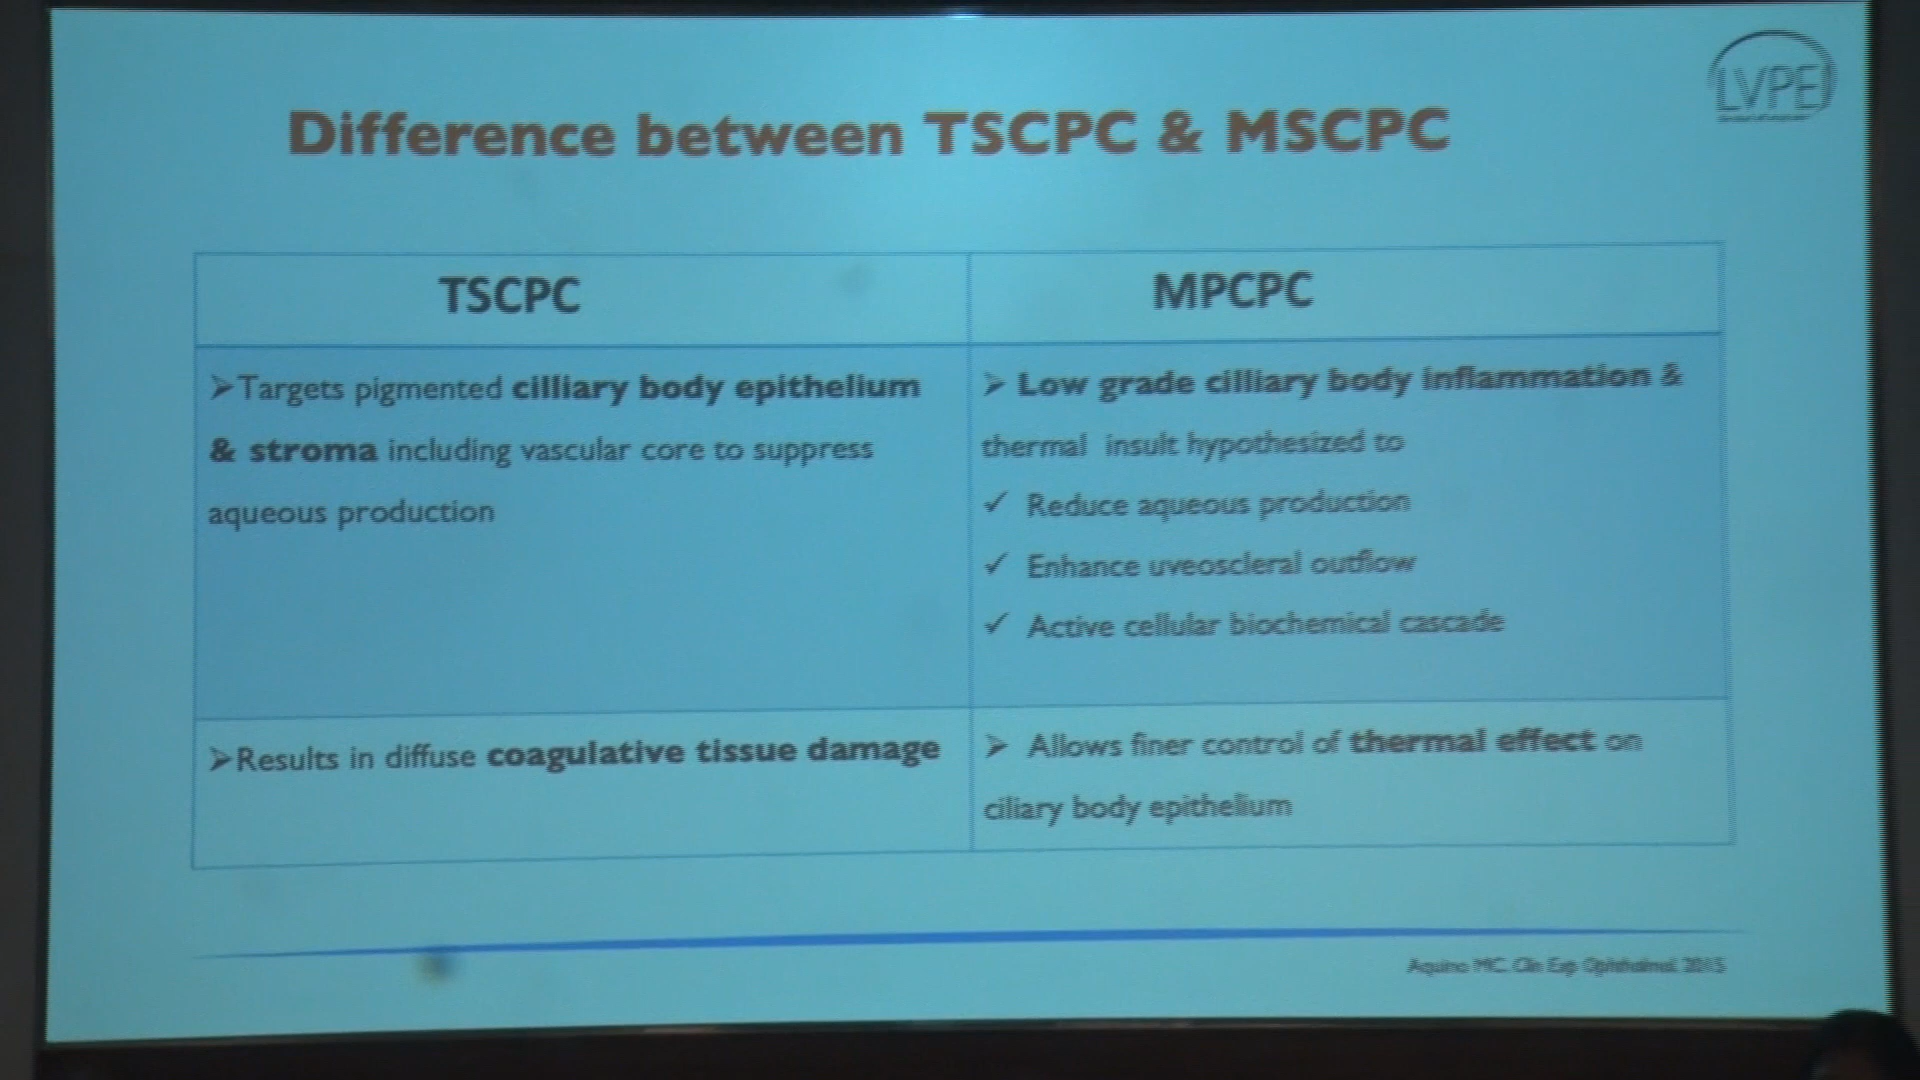 LVPEI
Difference between TSCPC & MSCPC
TSCPC
MPCPC
➢Targets pigmented cilliary body epithelium
& stroma including vascular core to suppress
aqueous production
➢ Low grade cilliary body inflammation &
thermal insult hypothesized to
✓ Reduce aqueous production
✓ Enhance uveoscleral outflow
✓ Active cellular biochemical cascade
➢Results in diffuse coagulative tissue damage
➢ Allows finer control of thermal effect on
ciliary body epithelium
Aquino MC. Clin Exp Ophthalmol. 2015